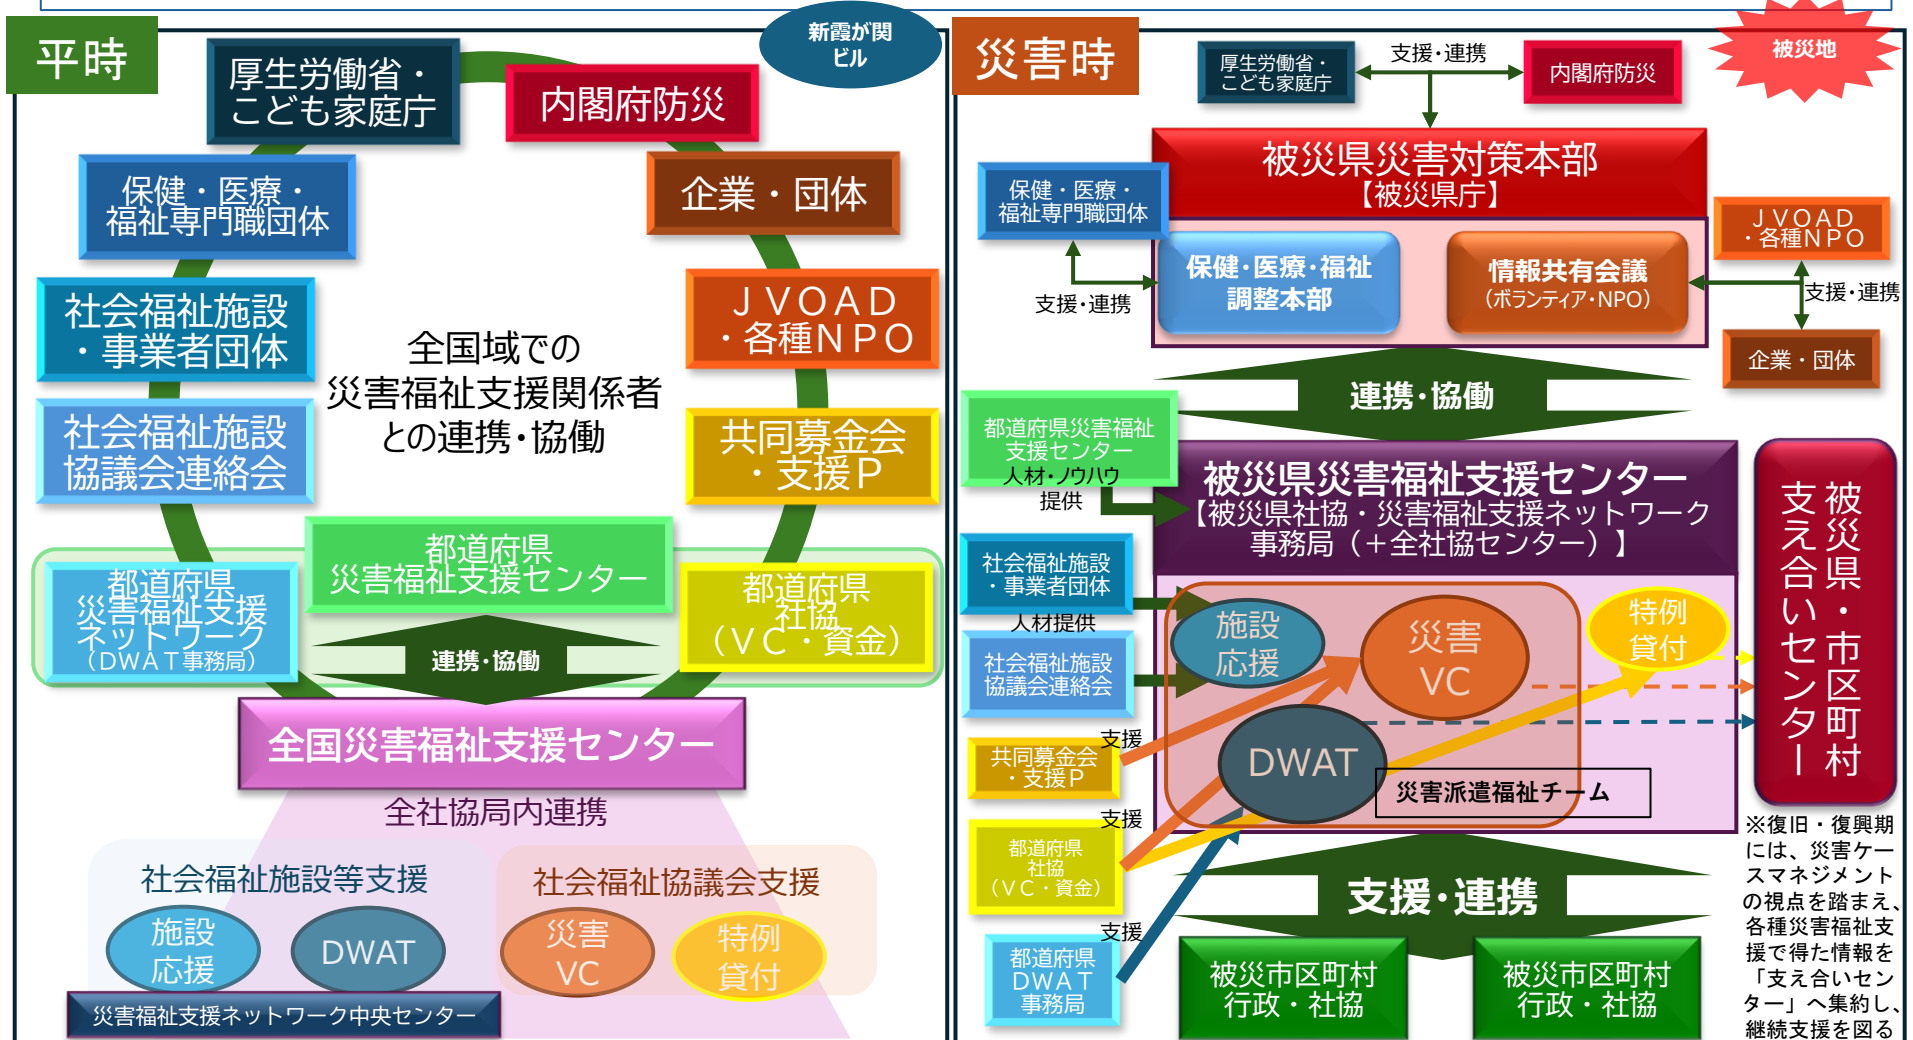 平時
新霞が関
ビル
厚生労働省・
こども家庭庁
内閣府防災
保健・医療・
福祉専門職団体
企業・団体
社会福祉施設
・事業者団体
ＪＶＯＡＤ
・各種ＮＰＯ
全国域での
災害福祉支援関係者
との連携・協働
社会福祉施設
協議会連絡会
共同募金会
・支援Ｐ
都道府県
災害福祉支援センター
都道府県
災害福祉支援
ネットワーク
（ＤＷＡＴ事務局）
都道府県
社協
（ＶＣ・資金）
連携・協働
全国災害福祉支援センター
全社協局内連携
社会福祉施設等支援
社会福祉協議会支援
施設
応援
DWAT
災害
VC
特例
貸付
災害福祉支援ネットワーク中央センター
災害時
被災地
厚生労働省・
こども家庭庁
支援・連携
内閣府防災
被災県災害対策本部
【被災県庁】
保健・医療・
福祉専門職団体
支援・連携
保健・医療・福祉
調整本部
情報共有会議
（ボランティア・NPO）
ＪＶＯＡＤ
・各種ＮＰＯ
支援・連携
企業・団体
連携・協働
都道府県災害福祉
支援センター
人材・ノウハウ
提供
被災県災害福祉支援センター
【被災県社協・災害福祉支援ネットワーク
事務局（＋全社協センター）】
社会福祉施設
・事業者団体
人材提供
社会福祉施設
協議会連絡会
施設
応援
災害
VC
特例
貸付
DWAT
災害派遣福祉チーム
支援
共同募金会
・支援Ｐ
支援
都道府県
社協
（ＶＣ・資金）
支援
都道府県
ＤＷＡＴ
事務局
支援・連携
被災市区町村
行政・社協
被災市区町村
行政・社協
被災県・市区町村
支え合いセンター
※復旧・復興期
には、災害ケー
スマネジメント
の視点を踏まえ、
各種災害福祉支
援で得た情報を
「支え合いセン
ター」へ集約し、
継続支援を図る